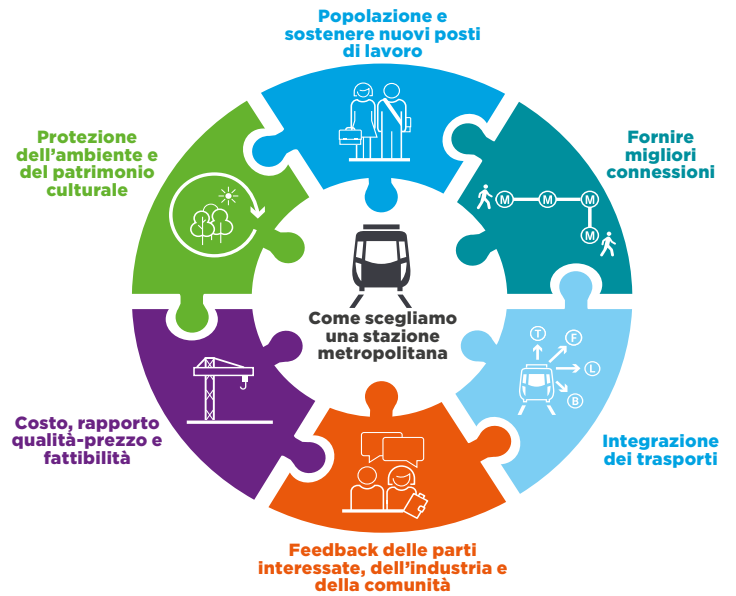 Popolazione e
sostenere nuovi posti
di lavoro
Fornire
migliori
connessioni
M
M
M
M
Integrazione
dei trasporti
T
F
L
B
Feedback delle parti
interessate, dell'industria e
della comunità
Costo, rapporto
qualità-prezzo e
fattibilità
Protezione
dell'ambiente e
del patrimonio
culturale
Come scegliamo
una stazione
metropolitana